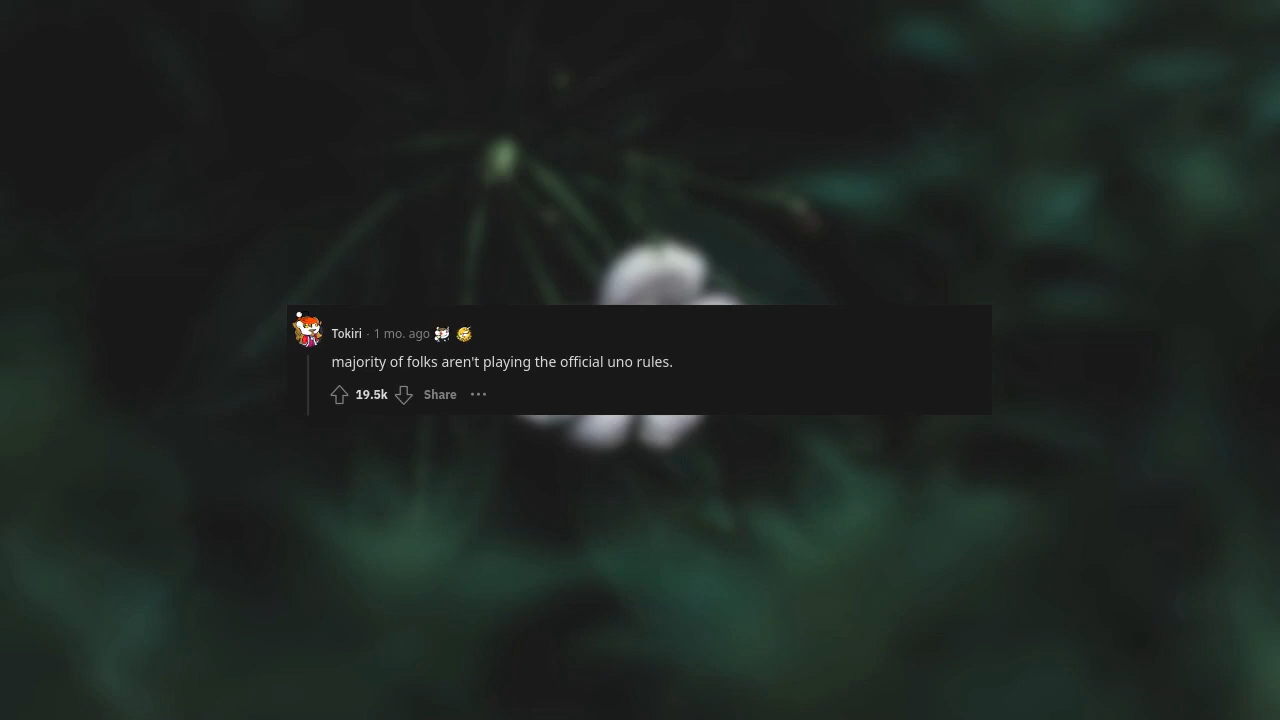 Tokiri · 1 mo. ago
majority of folks aren't playing the official uno rules.
19.5k Share ···